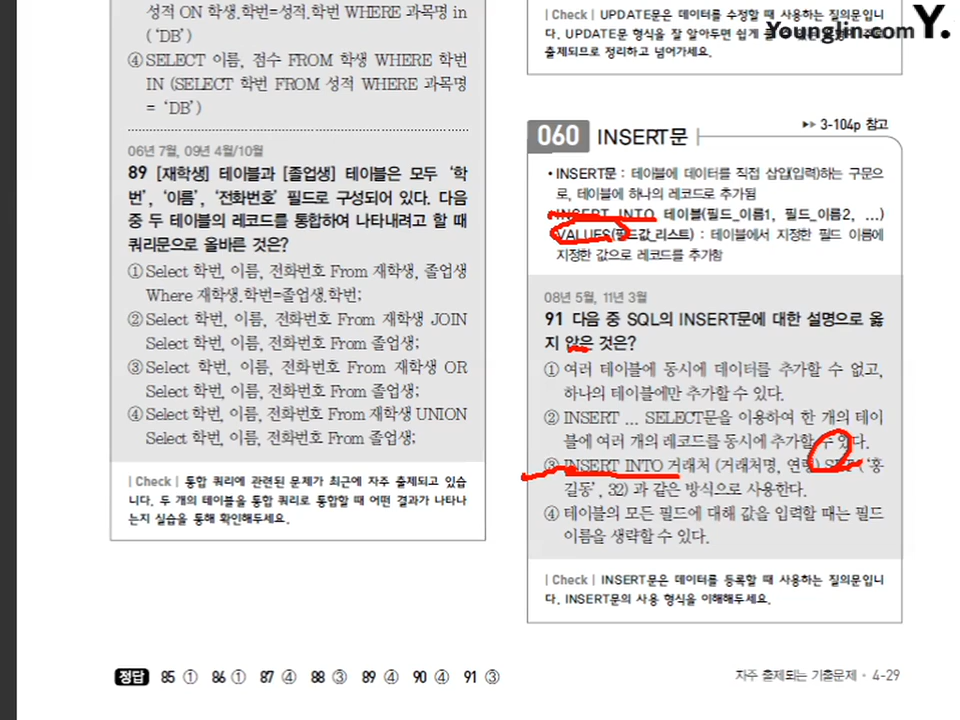 성적 ON 학생.학번=성적.학번 WHERE 과목명 in
(‘DB’)
④ SELECT 이름, 점수 FROM 학생 WHERE 학번
IN (SELECT 학번 FROM 성적 WHERE 과목명
= ‘DB’)
06년 7월, 09년 4월/10월
89 [재학생] 테이블과 [졸업생] 테이블은 모두 ‘학
번’, ‘이름’, ‘전화번호’ 필드로 구성되어 있다. 다음
중 두 테이블의 레코드를 통합하여 나타내려고 할 때
쿼리문으로 올바른 것은?
① Select 학번, 이름, 전화번호 From 재학생, 졸업생
Where 재학생.학번=졸업생.학번;
② Select 학번, 이름, 전화번호 From 재학생 JOIN
Select 학번, 이름, 전화번호 From 졸업생;
③ Select 학번, 이름, 전화번호 From 재학생 OR
Select 학번, 이름, 전화번호 From 졸업생;
④ Select 학번, 이름, 전화번호 From 재학생 UNION
Select 학번, 이름, 전화번호 From 졸업생;
| Check | 통합 쿼리에 관련된 문제가 최근에 자주 출제되고 있습
니다. 두 개의 테이블을 통합 쿼리로 통합할 때 어떤 결과가 나타나
는지 실습을 통해 확인해두세요.
| Check | UPDATE문은 데이터를 수정할 때 사용하는 질의문입니
다. UPDATE문 형식을 잘 알아두면 쉽게
출제되므로 정리하고 넘어가세요.
Younglin.com Y.
▶▶ 3-104p 참고
060 INSERT문
• INSERT문 : 테이블에 데이터를 직접 삽입(입력)하는 구문으
로, 테이블에 하나의 레코드로 추가됨
INSERT INTO 테이블(필드_이름1, 필드_이름2, …)
VALUES(필드값_리스트) : 테이블에서 지정한 필드 이름에
지정한 값으로 레코드를 추가함
08년 5월, 11년 3월
91 다음 중 SQL의 INSERT문에 대한 설명으로 옳
지 않은 것은?
① 여러 테이블에 동시에 데이터를 추가할 수 없고,
하나의 테이블에만 추가할 수 있다.
② INSERT … SELECT문을 이용하여 한 개의 테이
블에 여러 개의 레코드를 동시에 추가할 수 있다.
③ INSERT INTO 거래처 (거래처명, 연령) SET (‘홍
길동’, 32) 과 같은 방식으로 사용한다.
④ 테이블의 모든 필드에 대해 값을 입력할 때는 필드
이름을 생략할 수 있다.
| Check | INSERT문은 데이터를 등록할 때 사용하는 질의문입니
다. INSERT문의 사용 형식을 이해해두세요.
정답 85 ① 86 ① 87 ④ 88 ③ 89 ④ 90 ④ 91 ③
자주 출제되는 기출문제 • 4-29